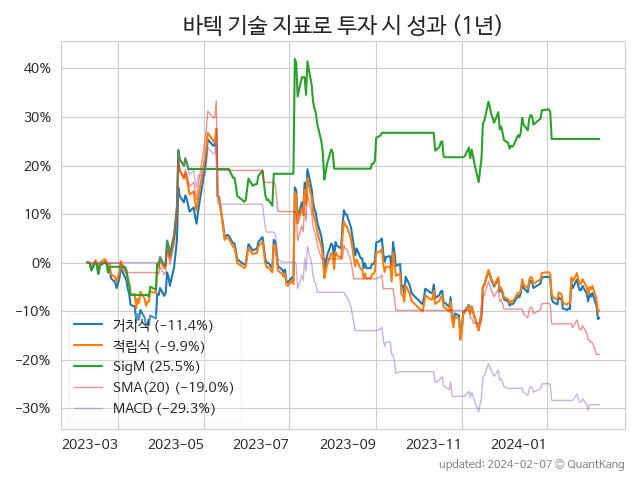 바텍 기술 지표로 투자 시 성과 (1년)
40%
30%
20%
10%
0%
−10%
−20%
−30%
거치식 (−11.4%)
적립식 (−9.9%)
SigM (25.5%)
SMA(20) (−19.0%)
MACD (−29.3%)
2023-03 2023-05 2023-07 2023-09 2023-11 2024-01
updated: 2024-02-07 © QuantKang